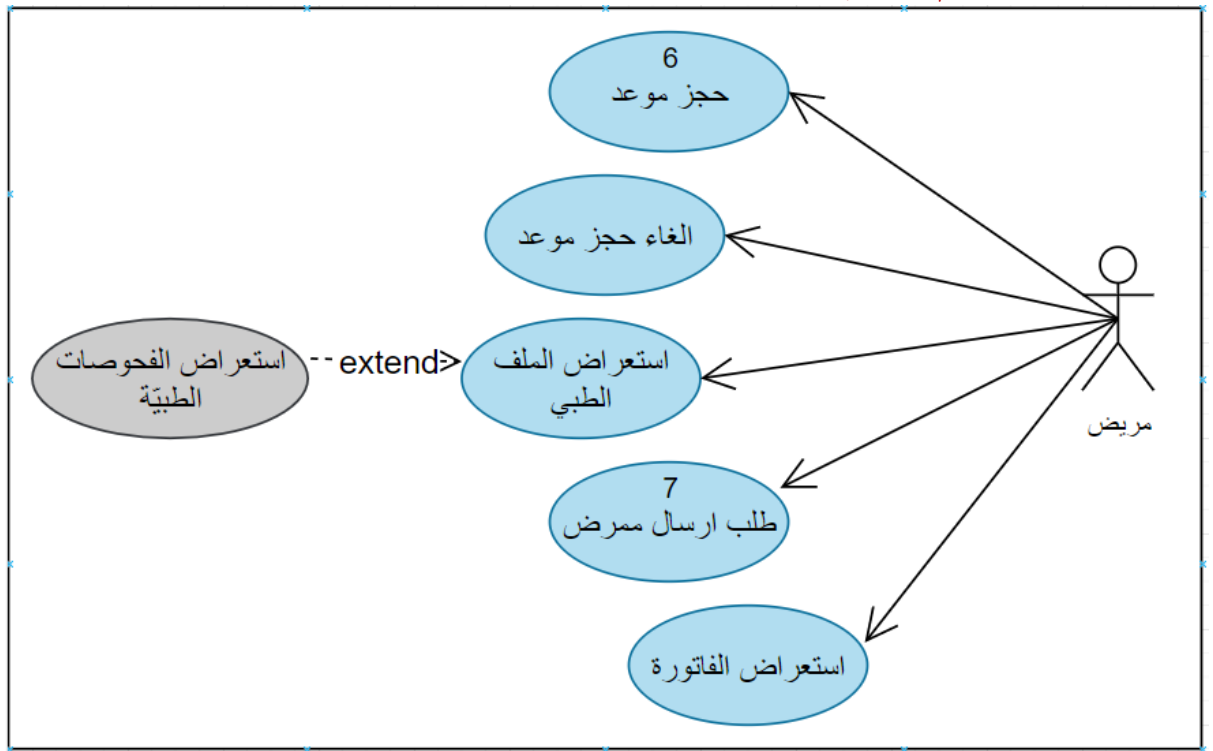 6
حجز موعد
الغاء حجز موعد
استعراض الملف
الطبي
extend>
استعراض الفحوصات
الطبيّة
7
طلب ارسال ممرض
استعراض الفاتورة
مريض